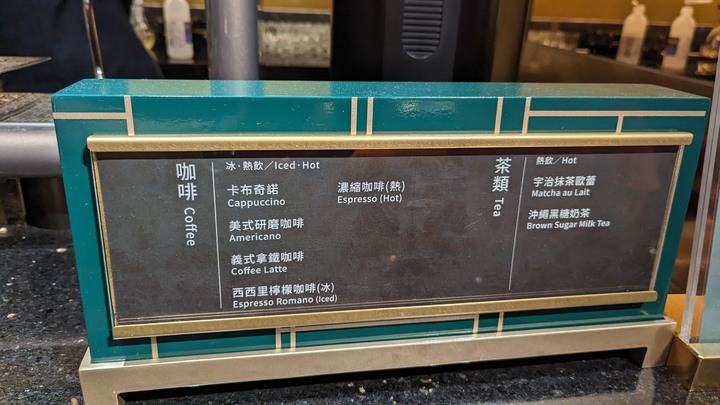 咖啡 Coffee
冰·熱飲／Iced·Hot
卡布奇諾
Cappuccino
美式研磨咖啡
Americano
義式拿鐵咖啡
Coffee Latte
西西里檸檬咖啡(冰)
Espresso Romano (Iced)
濃縮咖啡(熱)
Espresso (Hot)
茶類 Tea
熱飲／Hot
宇治抹茶歐蕾
Matcha au Lait
沖繩黑糖奶茶
Brown Sugar Milk Tea